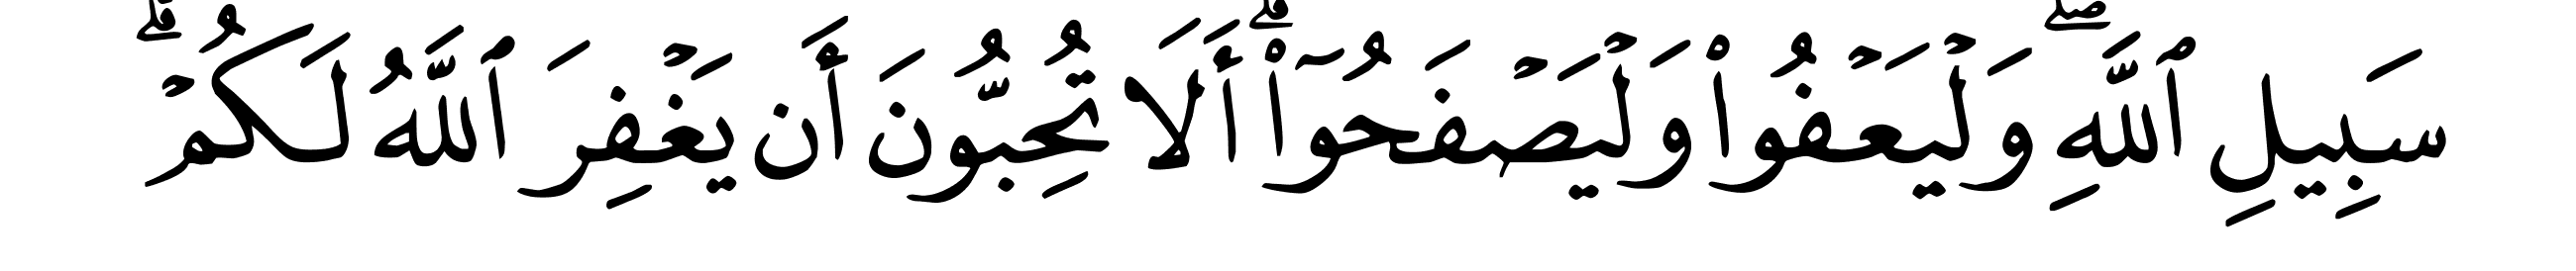 سَبِيلِ ٱللَّهِۖ وَلۡيَعۡفُواْ وَلۡيَصۡفَحُوٓاْۗ أَلَا تُحِبُّونَ أَن يَغۡفِرَ ٱللَّهُ لَكُمۡۗ